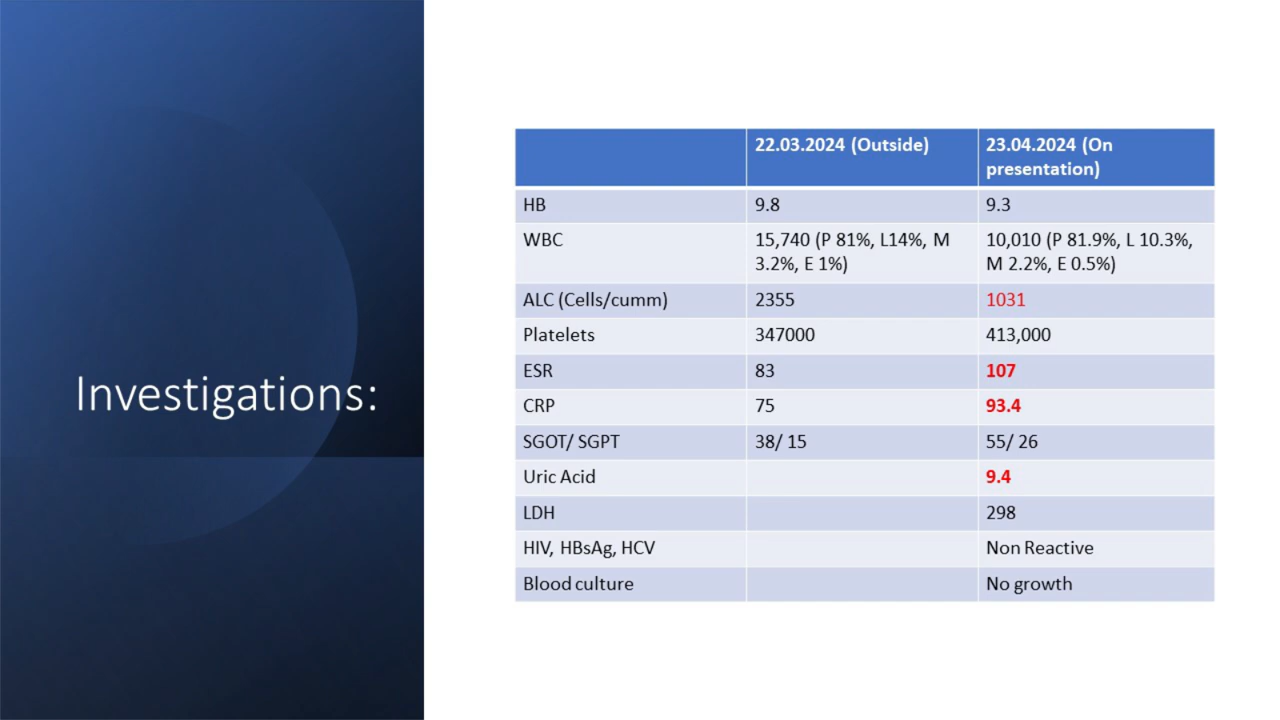 Investigations:
22.03.2024 (Outside)
23.04.2024 (On
presentation)
HB
9.8
9.3
WBC
15,740 (P 81%, L14%, M
3.2%, E 1%)
10,010 (P 81.9%, L 10.3%,
M 2.2%, E 0.5%)
ALC (Cells/cumm)
2355
1031
Platelets
347000
413,000
ESR
83
107
CRP
75
93.4
SGOT/ SGPT
38/ 15
55/ 26
Uric Acid
9.4
LDH
298
HIV, HBsAg, HCV
Non Reactive
Blood culture
No growth